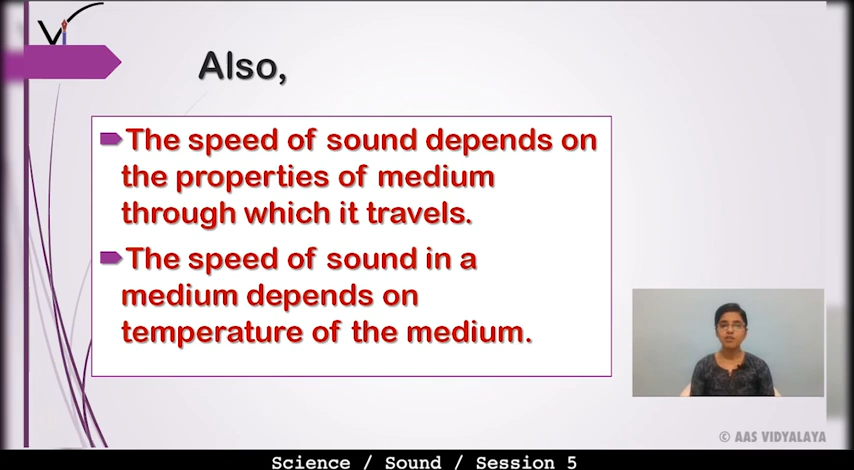 Vi
Also,
The speed of sound depends on
the properties of medium
through which it travels.
The speed of sound in a
medium depends on
temperature of the medium.
© AAS VIDYALAYA
Science / Sound / Session 5